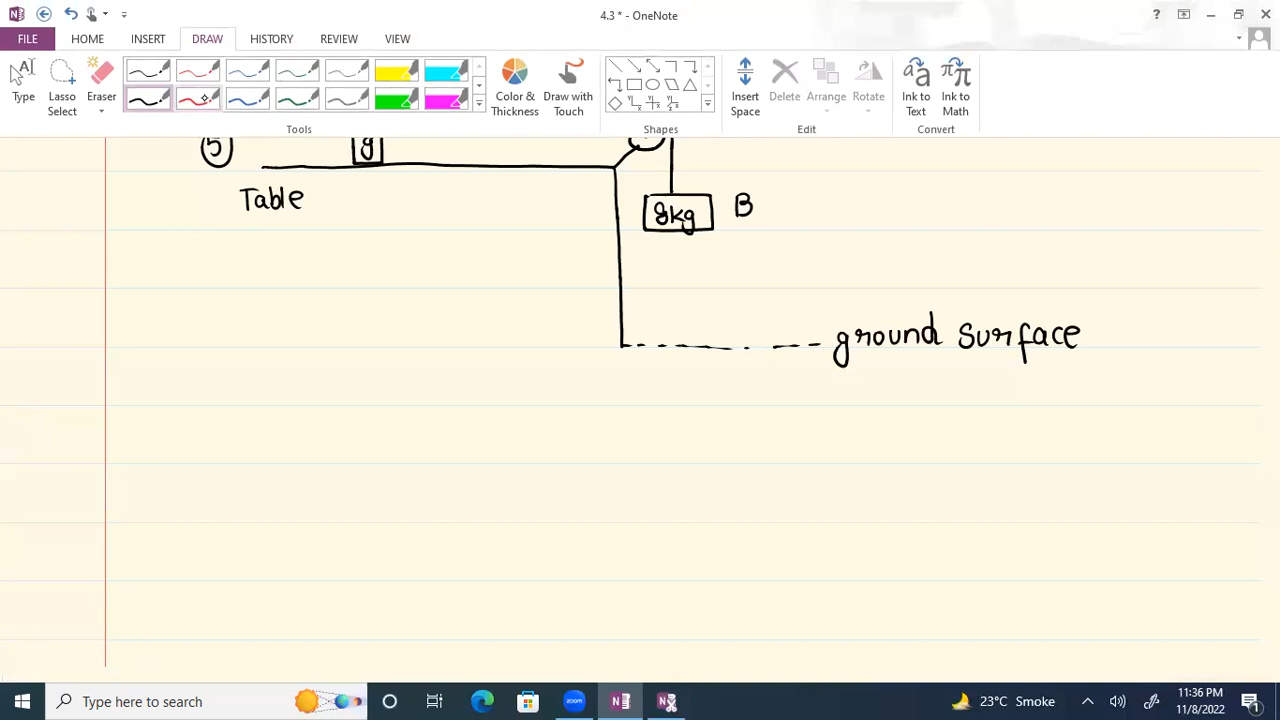 4.3 * - OneNote
?
FILE HOME INSERT DRAW HISTORY REVIEW VIEW
Type Lasso Select Eraser Color & Thickness Draw with Touch Insert Space Delete Arrange Rotate Ink to Text Ink to Math
Tools Shapes Edit Convert
5 g
Table
8kg B
ground surface
Type here to search
zoom
23°C Smoke
11:36 PM
11/8/2022
1